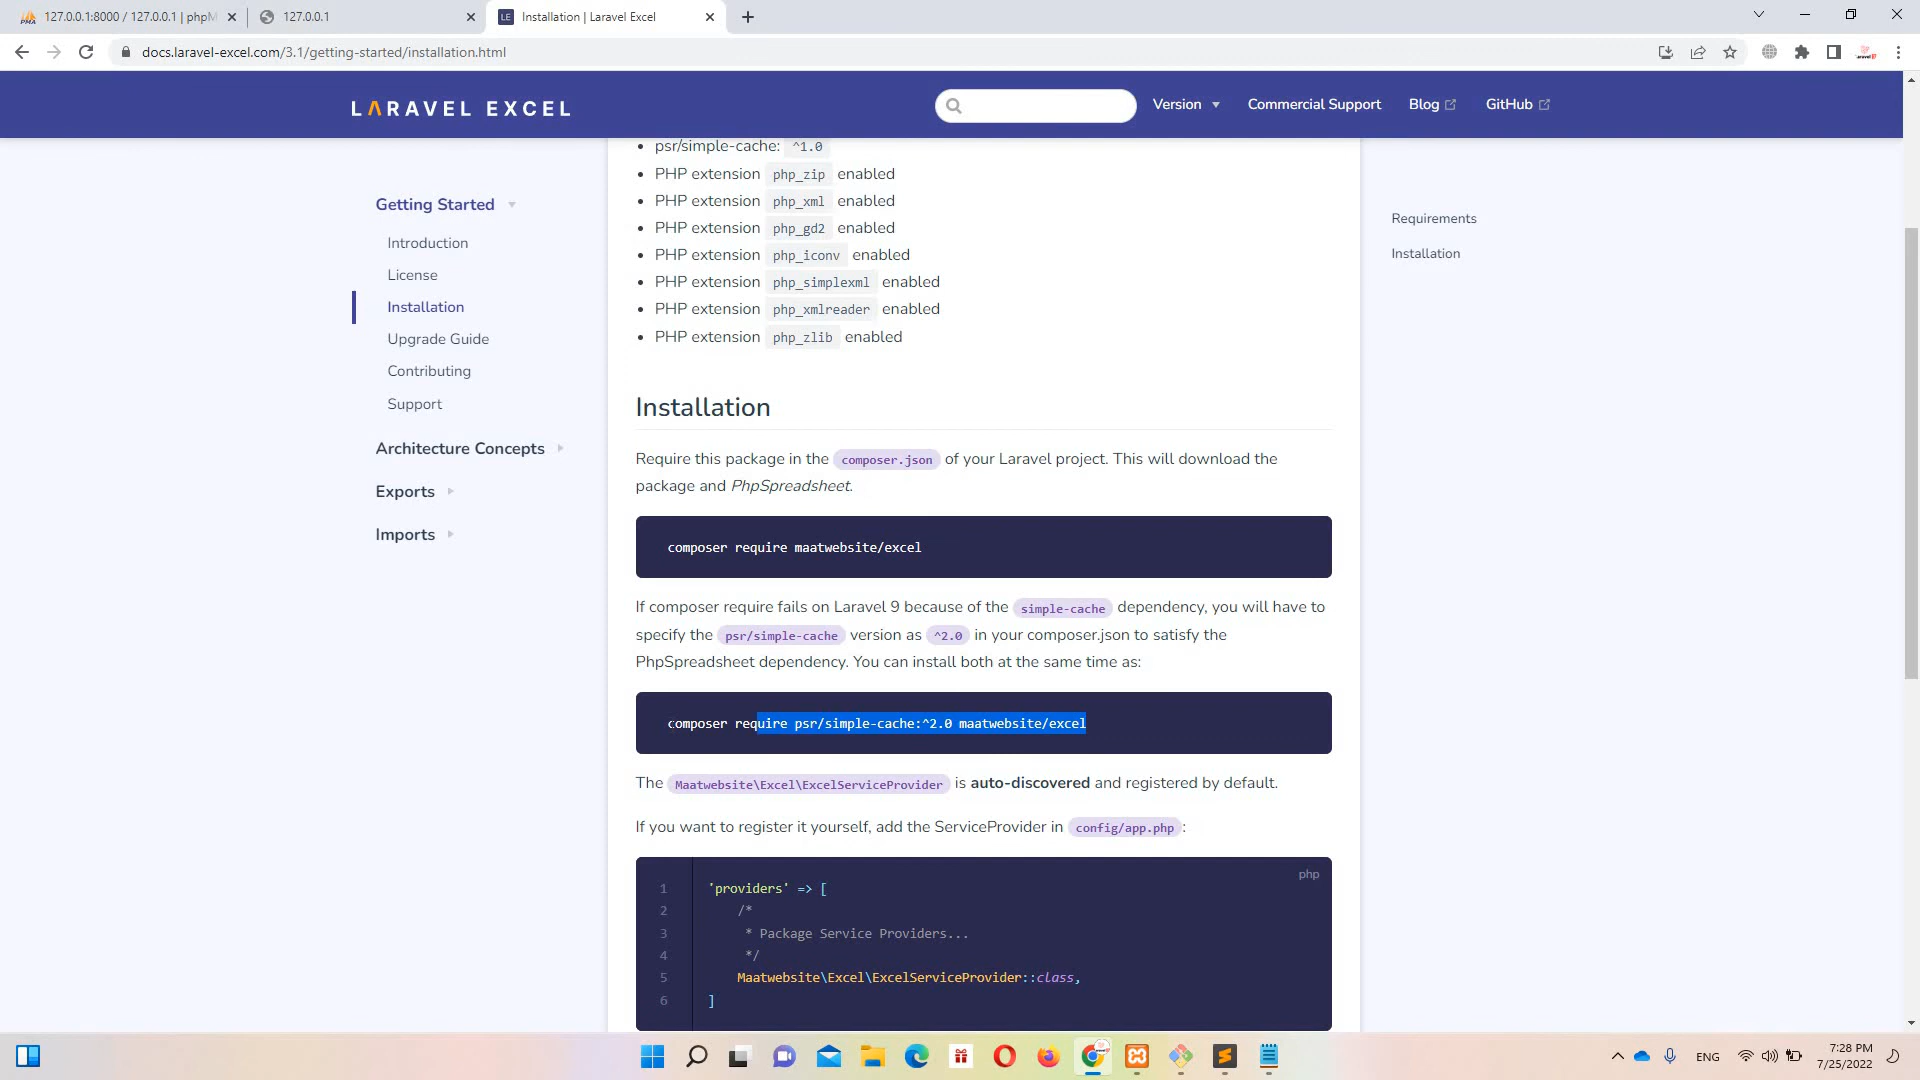 127.0.0.1:8000 / 127.0.0.1 | phpM
127.0.0.1
Installation | Laravel Excel
docs.laravel-excel.com/3.1/getting-started/installation.html
LARAVEL EXCEL
Version
Commercial Support
Blog
GitHub
Getting Started
Introduction
License
Installation
Upgrade Guide
Contributing
Support
Architecture Concepts
Exports
Imports
psr/simple-cache: ^1.0
PHP extension php_zip enabled
PHP extension php_xml enabled
PHP extension php_gd2 enabled
PHP extension php_iconv enabled
PHP extension php_simplexml enabled
PHP extension php_xmlreader enabled
PHP extension php_zlib enabled
Installation
Require this package in the composer.json of your Laravel project. This will download the
package and PhpSpreadsheet.
composer require maatwebsite/excel
If composer require fails on Laravel 9 because of the simple-cache dependency, you will have to
specify the psr/simple-cache version as ^2.0 in your composer.json to satisfy the
PhpSpreadsheet dependency. You can install both at the same time as:
composer require psr/simple-cache:^2.0 maatwebsite/excel
The Maatwebsite\Excel\ExcelServiceProvider is auto-discovered and registered by default.
If you want to register it yourself, add the ServiceProvider in config/app.php:
php
1 'providers' => [
2 /*
3 * Package Service Providers...
4 */
5 Maatwebsite\Excel\ExcelServiceProvider::class,
6 ]
Requirements
Installation
ENG
7:28 PM
7/25/2022